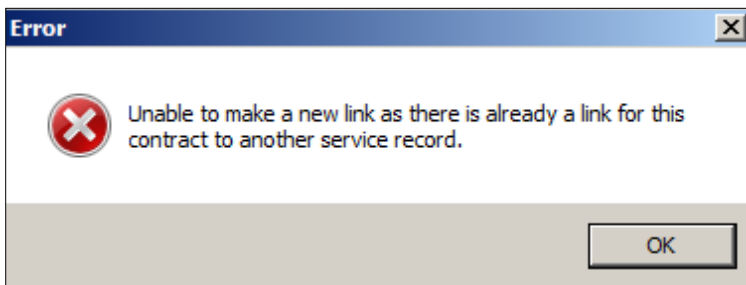 Error
Unable to make a new link as there is already a link for this
contract to another service record.
OK